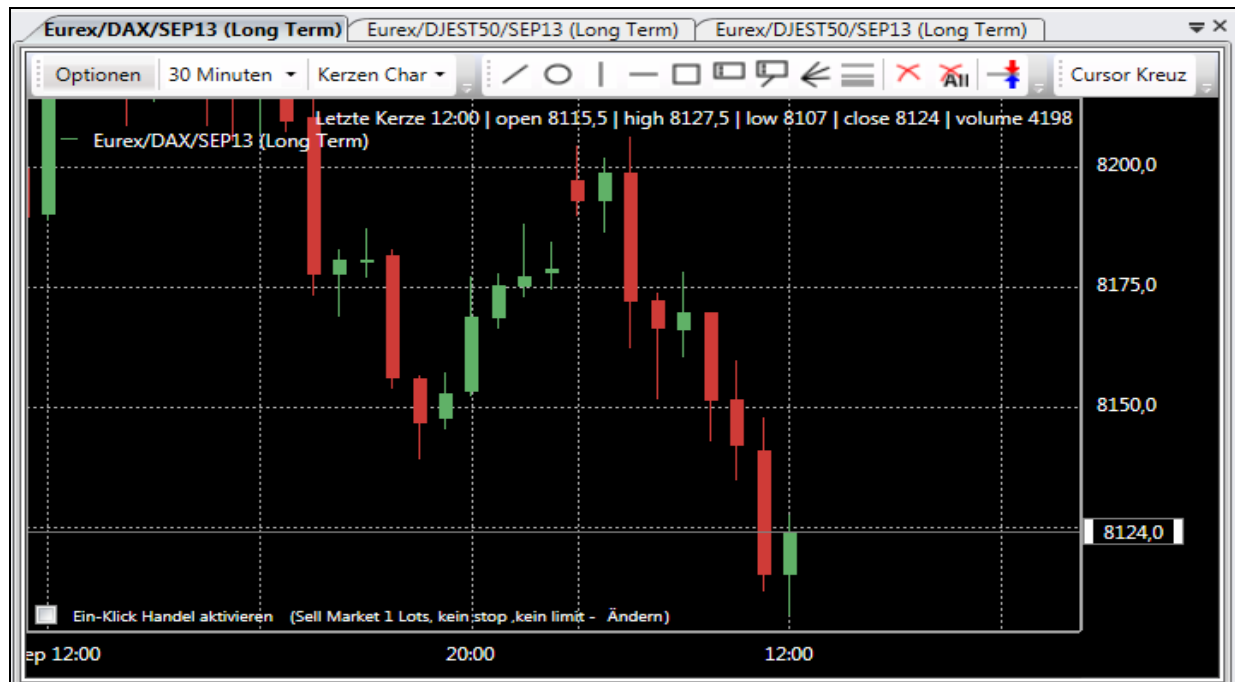 Eurex/DAX/SEP13 (Long Term) Eurex/DJEST50/SEP13 (Long Term) Eurex/DJEST50/SEP13 (Long Term)
Optionen 30 Minuten Kerzen Char All Cursor Kreuz
Letzte Kerze 12:00 | open 8115,5 | high 8127,5 | low 8107 | close 8124 | volume 4198
Eurex/DAX/SEP13 (Long Term)
8200,0
8175,0
8150,0
8124,0
Ein-Klick Handel aktivieren (Sell Market 1 Lots, kein stop ,kein limit - Ändern)
ep 12:00 20:00 12:00